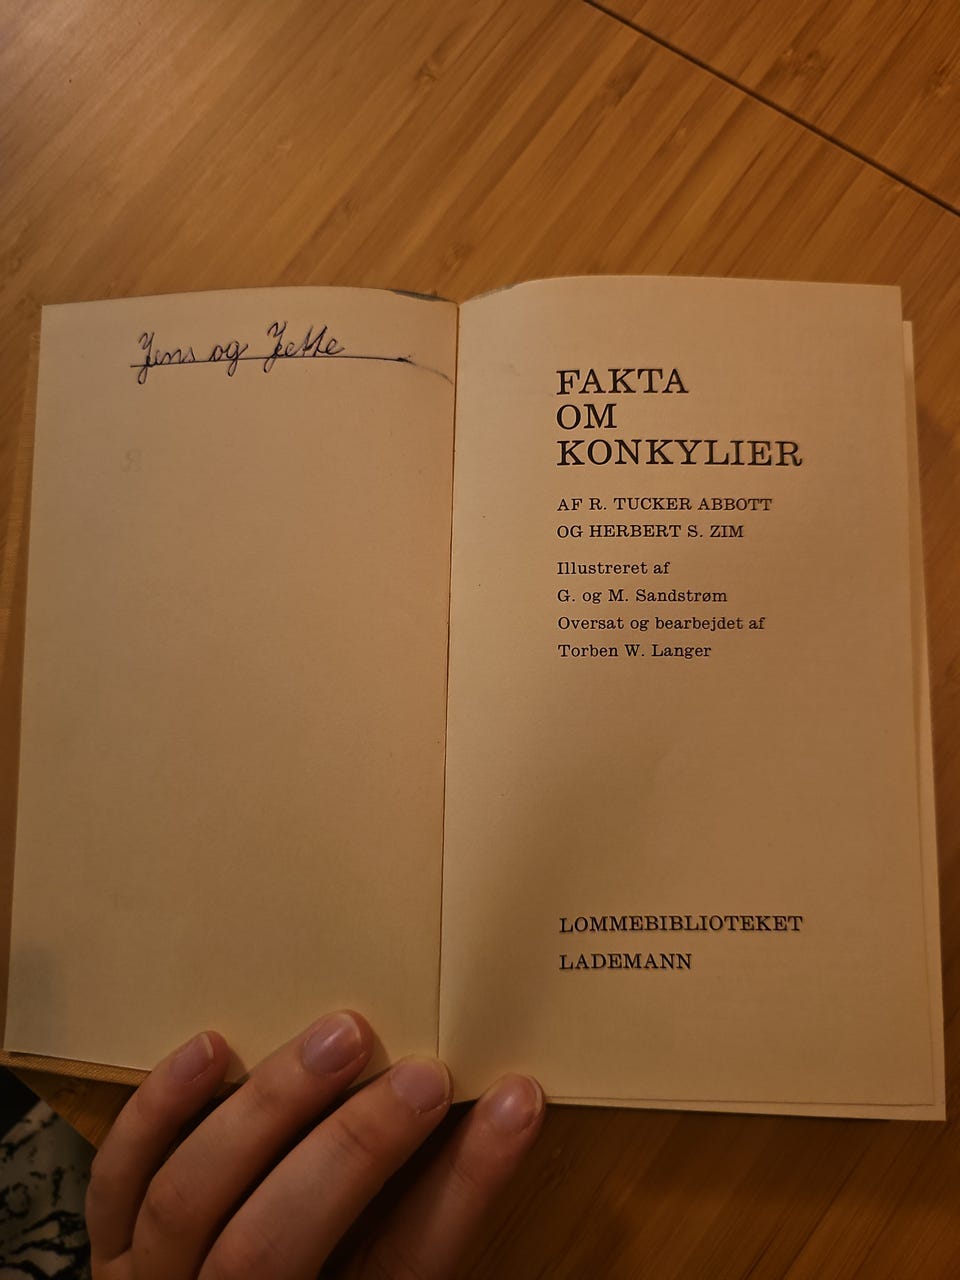 Jens og Jette
FAKTA
OM
KONKYLIER
AF R. TUCKER ABBOTT
OG HERBERT S. ZIM
Illustreret af
G. og M. Sandstrøm
Oversat og bearbejdet af
Torben W. Langer
LOMMEBIBLIOTEKET
LADEMANN